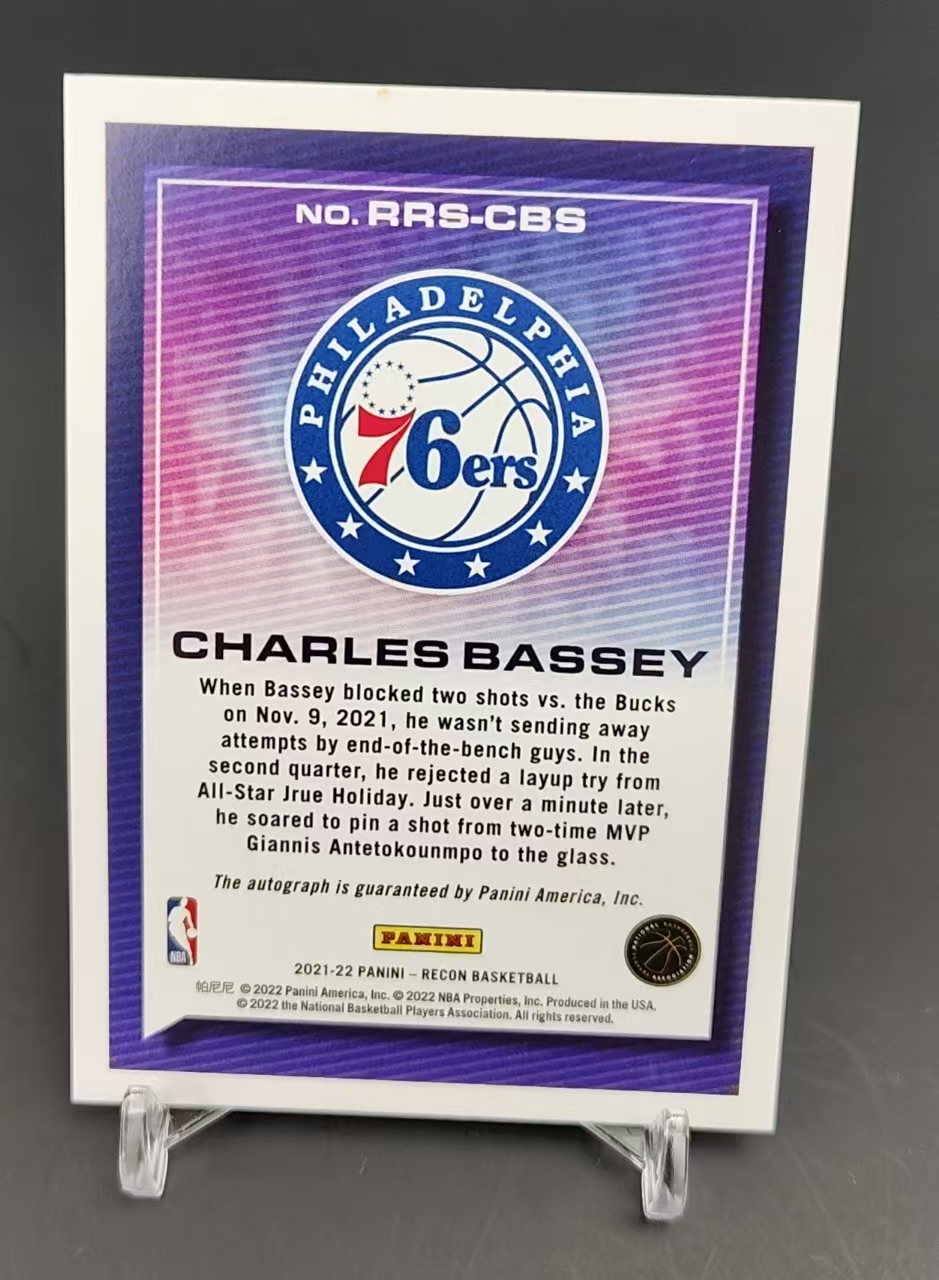 NO. RRS-CBS
PHILADELPHIA
76ers
CHARLES BASSEY
When Bassey blocked two shots vs. the Bucks
on Nov. 9, 2021, he wasn't sending away
attempts by end-of-the-bench guys. In the
second quarter, he rejected a layup try from
All-Star Jrue Holiday. Just over a minute later,
he soared to pin a shot from two-time MVP
Giannis Antetokounmpo to the glass.
The autograph is guaranteed by Panini America, Inc.
NBA
PANINI
NATIONAL BASKETBALL
PLAYERS ASSOCIATION
2021-22 PANINI – RECON BASKETBALL
帕尼尼 © 2022 Panini America, Inc. © 2022 NBA Properties, Inc. Produced in the USA.
© 2022 the National Basketball Players Association. All rights reserved.